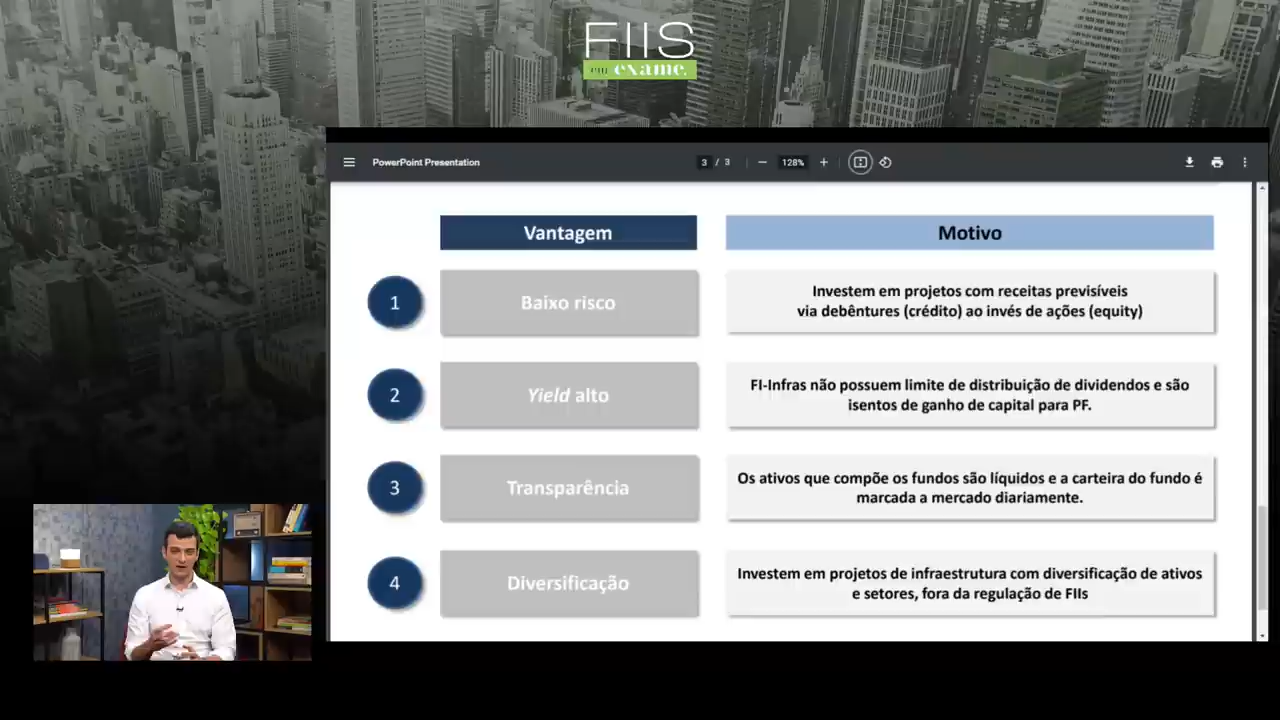 FIIS
em exame.
PowerPoint Presentation
3 / 3
128%
Vantagem
Motivo
1
Baixo risco
Investem em projetos com receitas previsíveis
via debêntures (crédito) ao invés de ações (equity)
2
Yield alto
FI-Infras não possuem limite de distribuição de dividendos e são
isentos de ganho de capital para PF.
3
Transparência
Os ativos que compõe os fundos são líquidos e a carteira do fundo é
marcada a mercado diariamente.
4
Diversificação
Investem em projetos de infraestrutura com diversificação de ativos
e setores, fora da regulação de FIIs